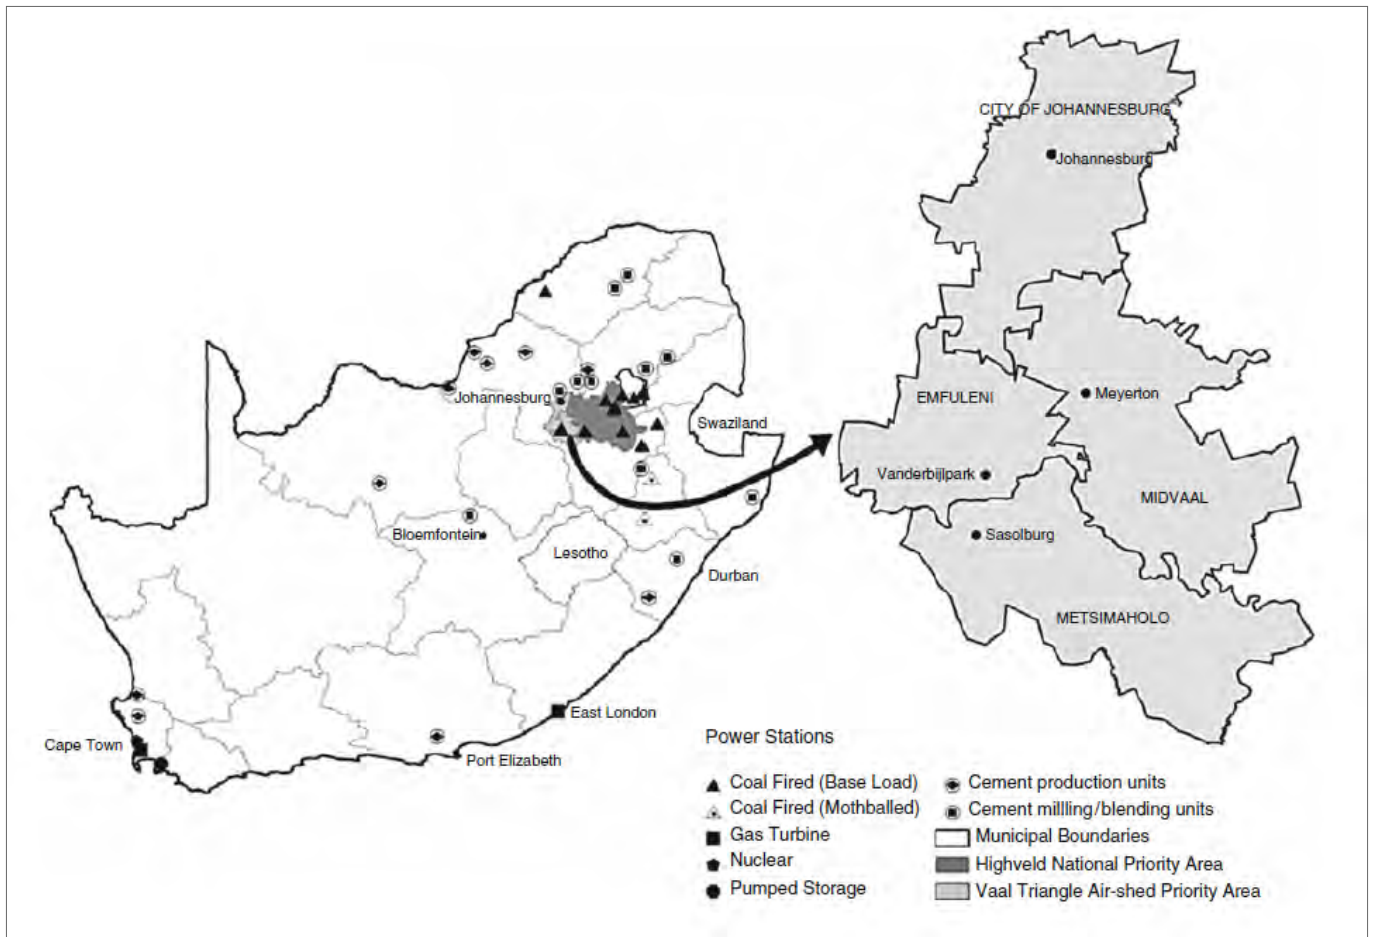 CITY OF JOHANNESBURG
Johannesburg
Johannesburg
Swaziland
EMFULENI
Meyerton
Vanderbijlpark
MIDVAAL
Bloemfontein
Lesotho
Sasolburg
Durban
METSIMAHOLO
East London
Cape Town
Port Elizabeth
Power Stations
Coal Fired (Base Load)
Coal Fired (Mothballed)
Gas Turbine
Nuclear
Pumped Storage
Cement production units
Cement millling/blending units
Municipal Boundaries
Highveld National Priority Area
Vaal Triangle Air-shed Priority Area